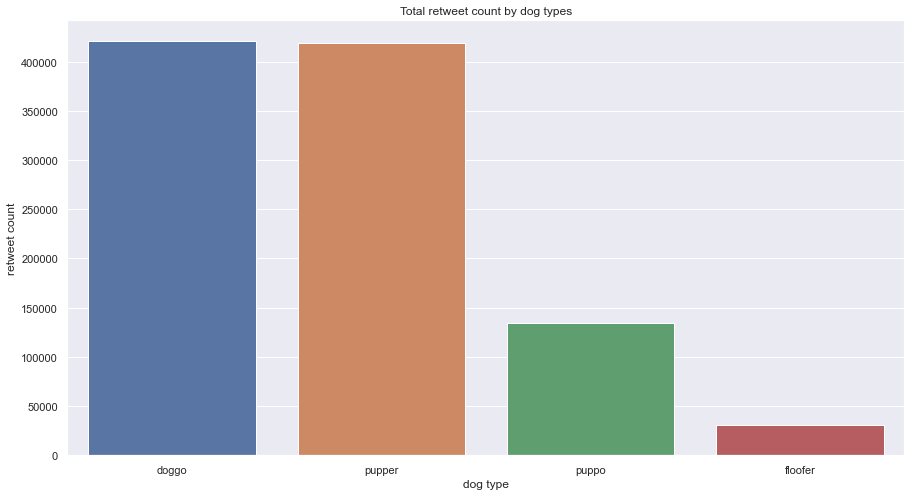 Total retweet count by dog types
400000
350000
300000
250000
200000
150000
100000
50000
0
retweet count
doggo pupper puppo floofer
dog type